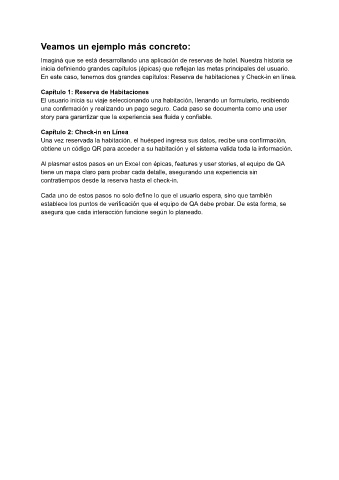 Veamos un ejemplo más concreto:
Imaginá que se está desarrollando una aplicación de reservas de hotel. Nuestra historia se
inicia definiendo grandes capítulos (épicas) que reflejan las metas principales del usuario.
En este caso, tenemos dos grandes capítulos: Reserva de habitaciones y Check-in en línea.
Capítulo 1: Reserva de Habitaciones
El usuario inicia su viaje seleccionando una habitación, llenando un formulario, recibiendo
una confirmación y realizando un pago seguro. Cada paso se documenta como una user
story para garantizar que la experiencia sea fluida y confiable.
Capítulo 2: Check-in en Línea
Una vez reservada la habitación, el huésped ingresa sus datos, recibe una confirmación,
obtiene un código QR para acceder a su habitación y el sistema valida toda la información.
Al plasmar estos pasos en un Excel con épicas, features y user stories, el equipo de QA
tiene un mapa claro para probar cada detalle, asegurando una experiencia sin
contratiempos desde la reserva hasta el check-in.
Cada uno de estos pasos no solo define lo que el usuario espera, sino que también
establece los puntos de verificación que el equipo de QA debe probar. De esta forma, se
asegura que cada interacción funcione según lo planeado.